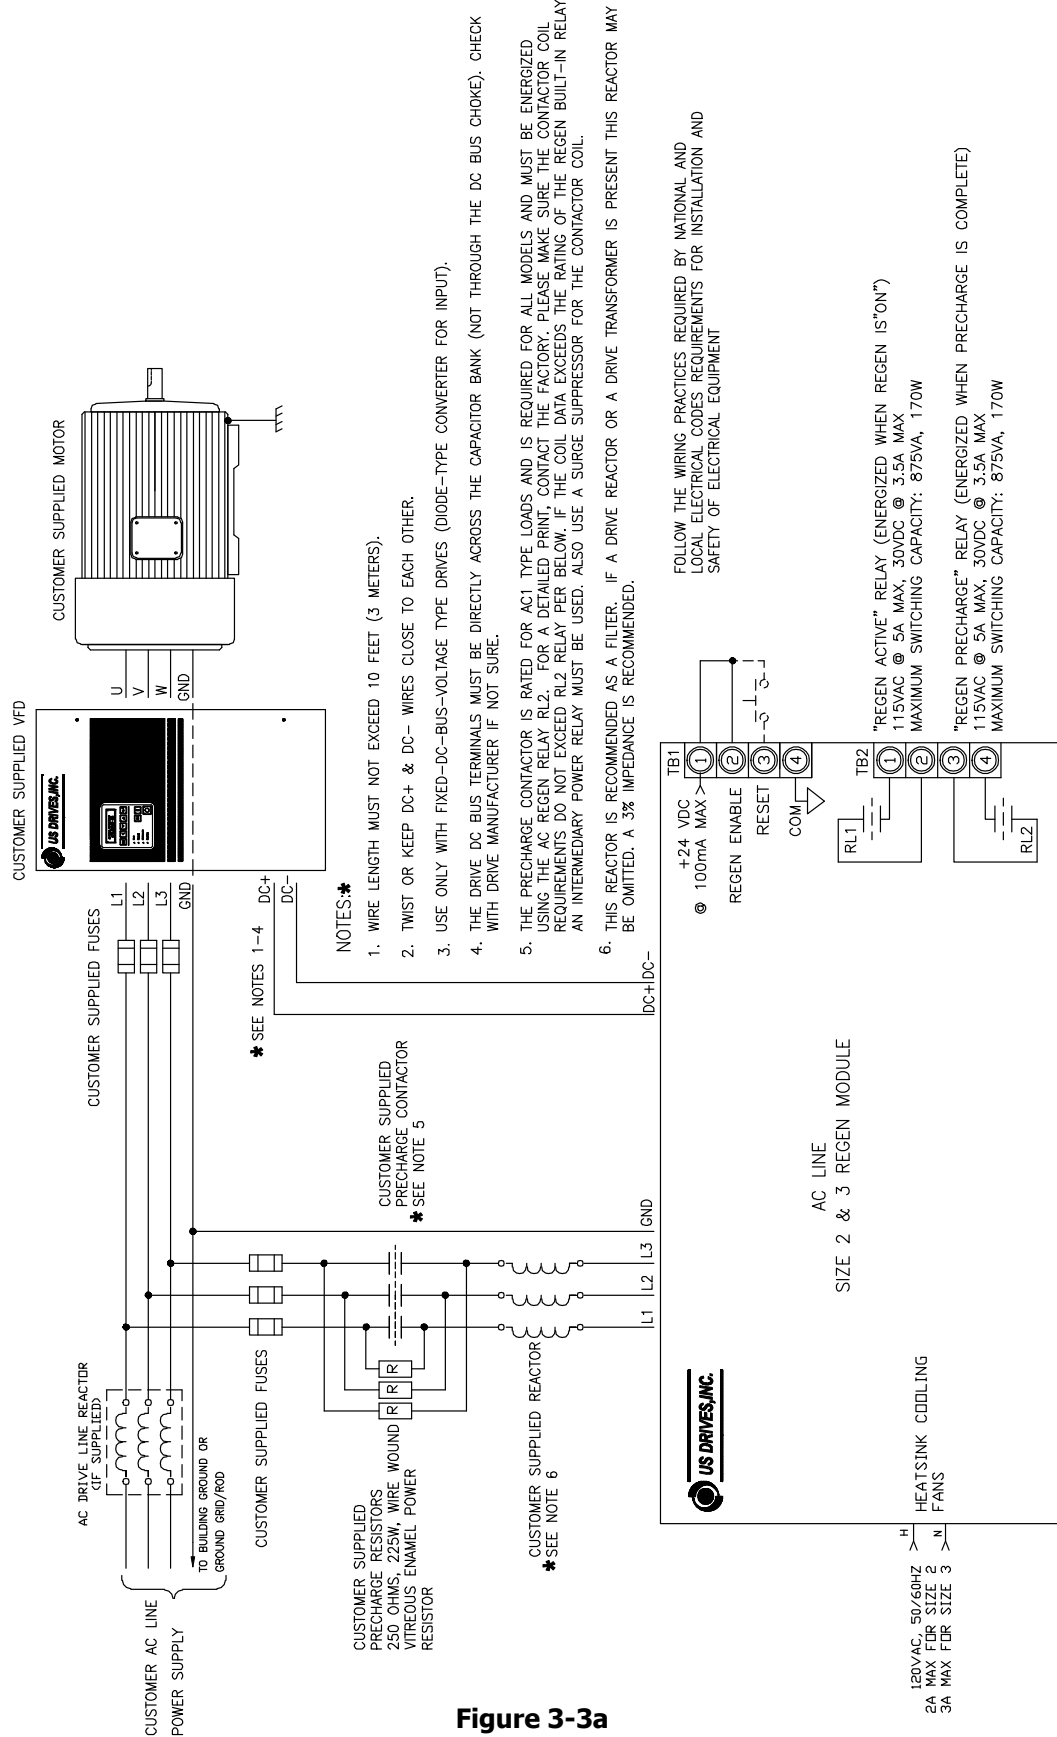 CUSTOMER AC LINE
POWER SUPPLY
AC DRIVE LINE REACTOR
(IF SUPPLIED)
TO BUILDING GROUND OR
GROUND GRID/ROD
CUSTOMER SUPPLIED FUSES
L1
L2
L3
GND
CUSTOMER SUPPLIED VFD
US DRIVES, INC.
U
V
W
GND
CUSTOMER SUPPLIED MOTOR
DC+
DC-
* SEE NOTES 1-4
CUSTOMER SUPPLIED FUSES
CUSTOMER SUPPLIED
PRECHARGE RESISTORS
250 OHMS, 225W, WIRE WOUND
VITREOUS ENAMEL POWER
RESISTOR
R
R
R
CUSTOMER SUPPLIED
PRECHARGE CONTACTOR
* SEE NOTE 5
CUSTOMER SUPPLIED REACTOR
* SEE NOTE 6
NOTES:*
1. WIRE LENGTH MUST NOT EXCEED 10 FEET (3 METERS).
2. TWIST OR KEEP DC+ & DC- WIRES CLOSE TO EACH OTHER.
3. USE ONLY WITH FIXED-DC-BUS-VOLTAGE TYPE DRIVES (DIODE-TYPE CONVERTER FOR INPUT).
4. THE DRIVE DC BUS TERMINALS MUST BE DIRECTLY ACROSS THE CAPACITOR BANK (NOT THROUGH THE DC BUS CHOKE). CHECK
WITH DRIVE MANUFACTURER IF NOT SURE.
5. THE PRECHARGE CONTACTOR IS RATED FOR AC1 TYPE LOADS AND IS REQUIRED FOR ALL MODELS AND MUST BE ENERGIZED
USING THE AC REGEN RELAY RL2. FOR A DETAILED PRINT, CONTACT THE FACTORY. PLEASE MAKE SURE THE CONTACTOR COIL
REQUIREMENTS DO NOT EXCEED RL2 RELAY PER BELOW. IF THE COIL DATA EXCEEDS THE RATING OF THE REGEN BUILT-IN RELAY
AN INTERMEDIARY POWER RELAY MUST BE USED. ALSO USE A SURGE SUPPRESSOR FOR THE CONTACTOR COIL.
6. THIS REACTOR IS RECOMMENDED AS A FILTER. IF A DRIVE REACTOR OR A DRIVE TRANSFORMER IS PRESENT THIS REACTOR MAY
BE OMITTED. A 3% IMPEDANCE IS RECOMMENDED.
FOLLOW THE WIRING PRACTICES REQUIRED BY NATIONAL AND
LOCAL ELECTRICAL CODES REQUIREMENTS FOR INSTALLATION AND
SAFETY OF ELECTRICAL EQUIPMENT
L1
L2
L3
GND
DC+
DC-
US DRIVES, INC.
AC LINE
SIZE 2 & 3 REGEN MODULE
H
N
120VAC, 50/60HZ
2A MAX FOR SIZE 2
3A MAX FOR SIZE 3
HEATSINK COOLING
FANS
TB1
+24 VDC
@ 100mA MAX
REGEN ENABLE
RESET
COM
1
2
3
4
TB2
RL1
RL2
1
2
3
4
"REGEN ACTIVE" RELAY (ENERGIZED WHEN REGEN IS"ON")
115VAC @ 5A MAX, 30VDC @ 3.5A MAX
MAXIMUM SWITCHING CAPACITY: 875VA, 170W
"REGEN PRECHARGE" RELAY (ENERGIZED WHEN PRECHARGE IS COMPLETE)
115VAC @ 5A MAX, 30VDC @ 3.5A MAX
MAXIMUM SWITCHING CAPACITY: 875VA, 170W
Figure 3-3a